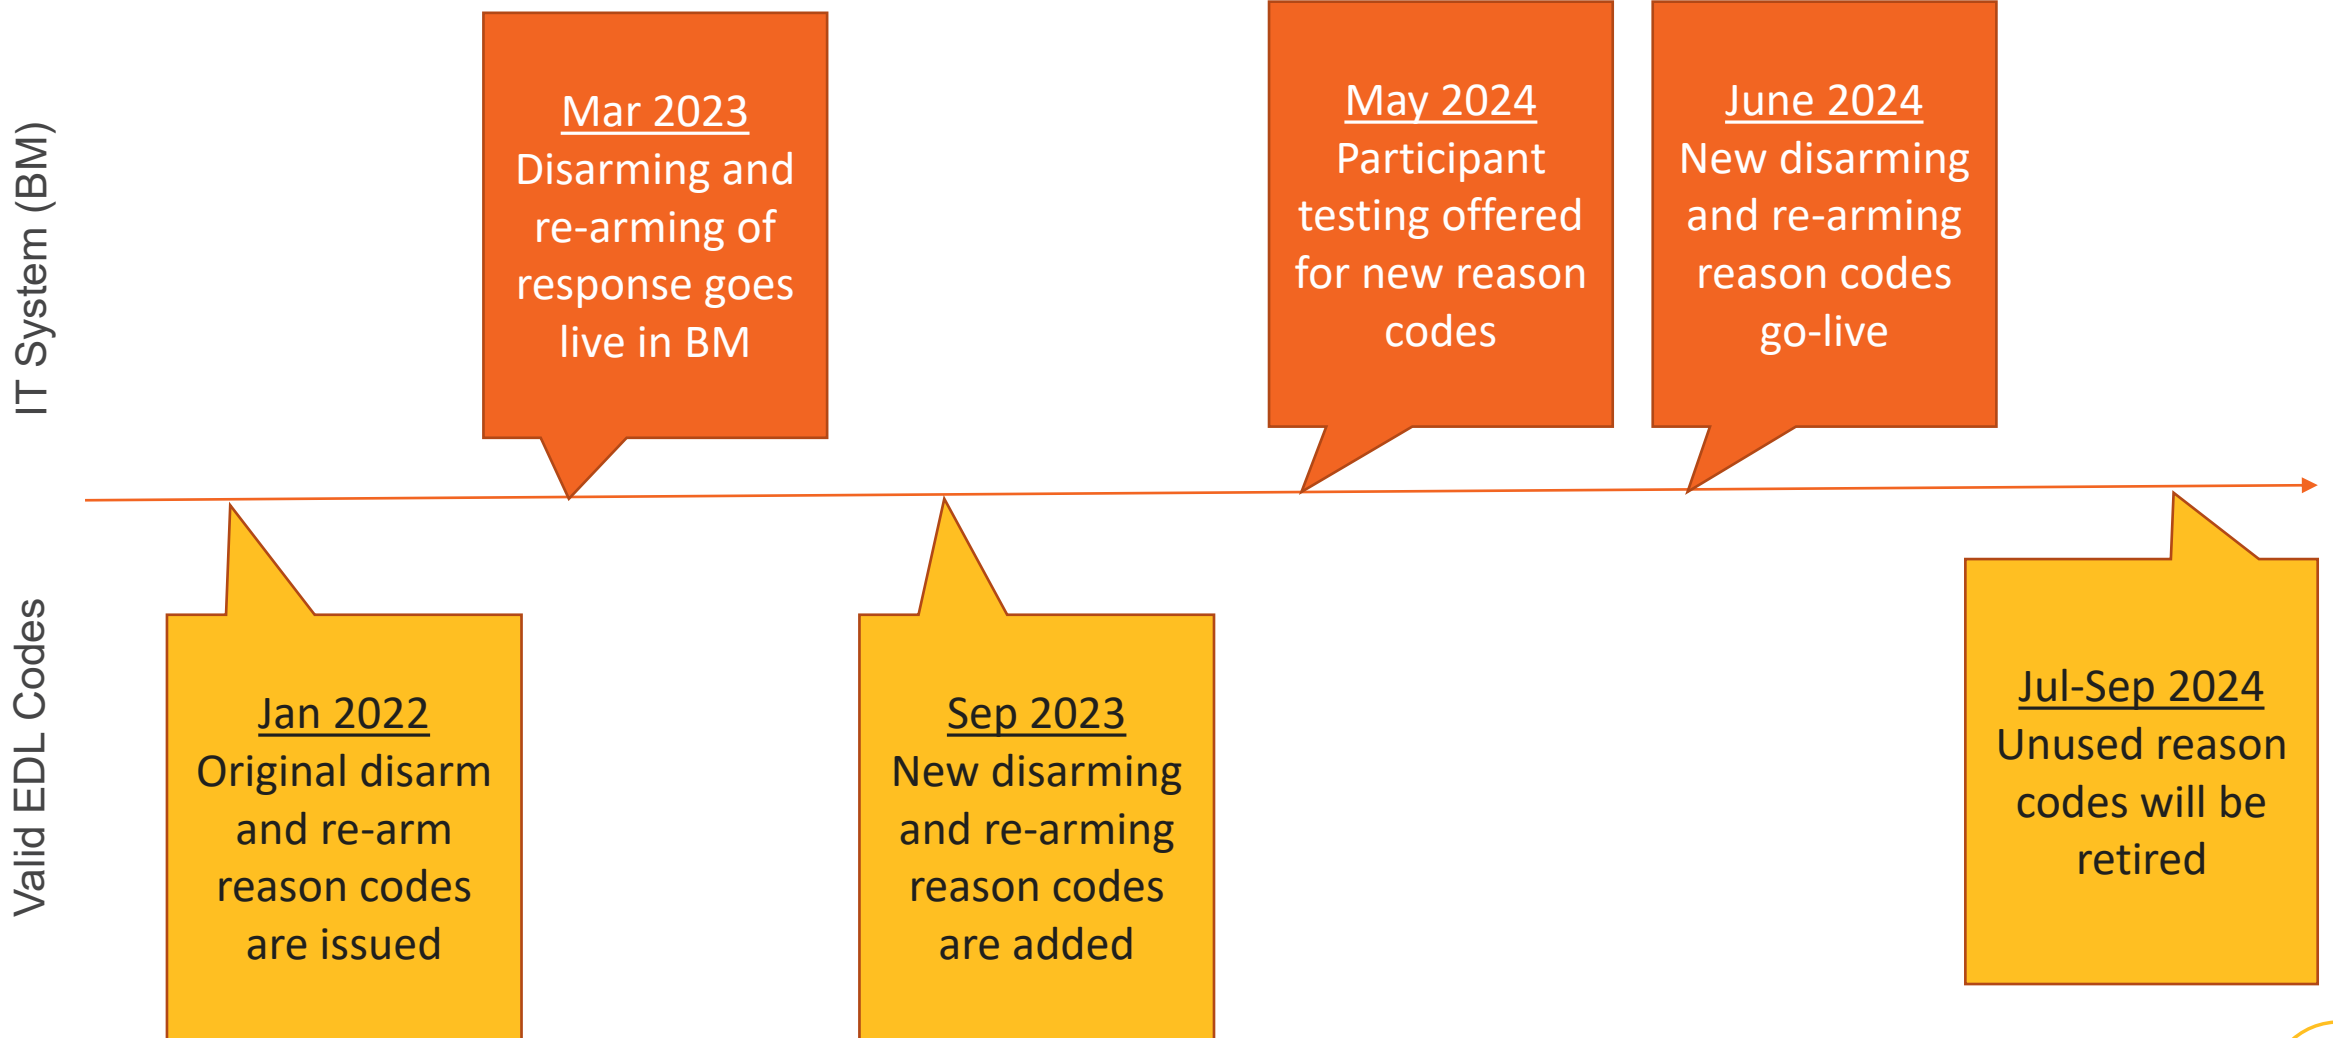 IT System (BM)
Mar 2023
Disarming and
re-arming of
response goes
live in BM
May 2024
Participant
testing offered
for new reason
codes
June 2024
New disarming
and re-arming
reason codes
go-live
Valid EDL Codes
Jan 2022
Original disarm
and re-arm
reason codes
are issued
Sep 2023
New disarming
and re-arming
reason codes
are added
Jul-Sep 2024
Unused reason
codes will be
retired